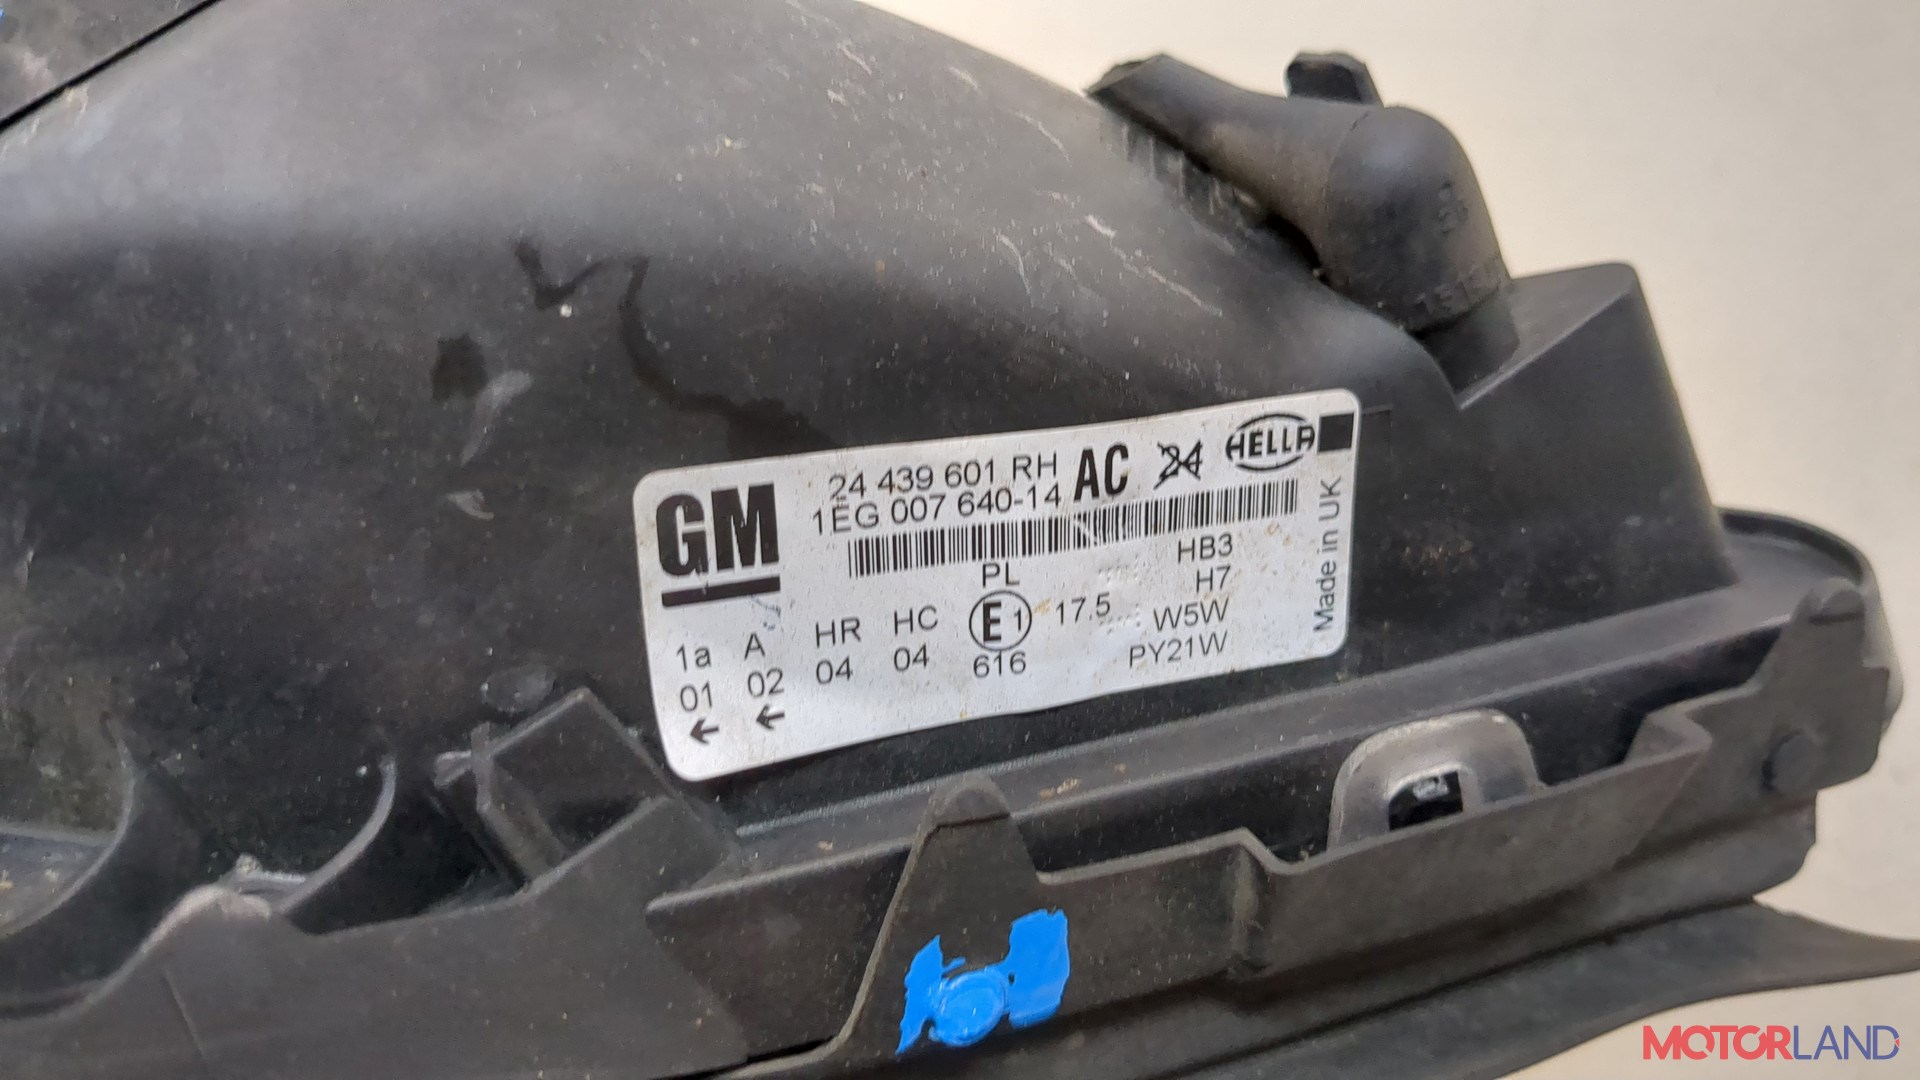 GM
24 439 601 RH
1EG 007 640-14
AC
24
HELLA
Made in UK
PL
HB3
H7
W5W
PY21W
1a A HR HC E1 17.5
01 02 04 04 616
← ←
MOTORLAND